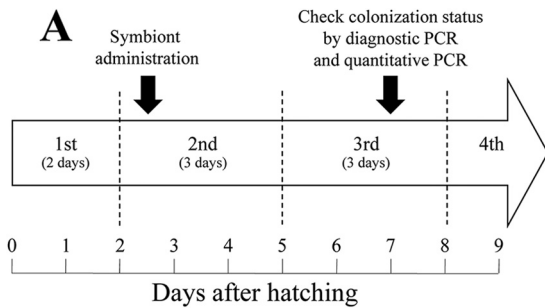 A
Symbiont
administration
Check colonization status
by diagnostic PCR
and quantitative PCR
1st
(2 days)
2nd
(3 days)
3rd
(3 days)
4th
0 1 2 3 4 5 6 7 8 9
Days after hatching